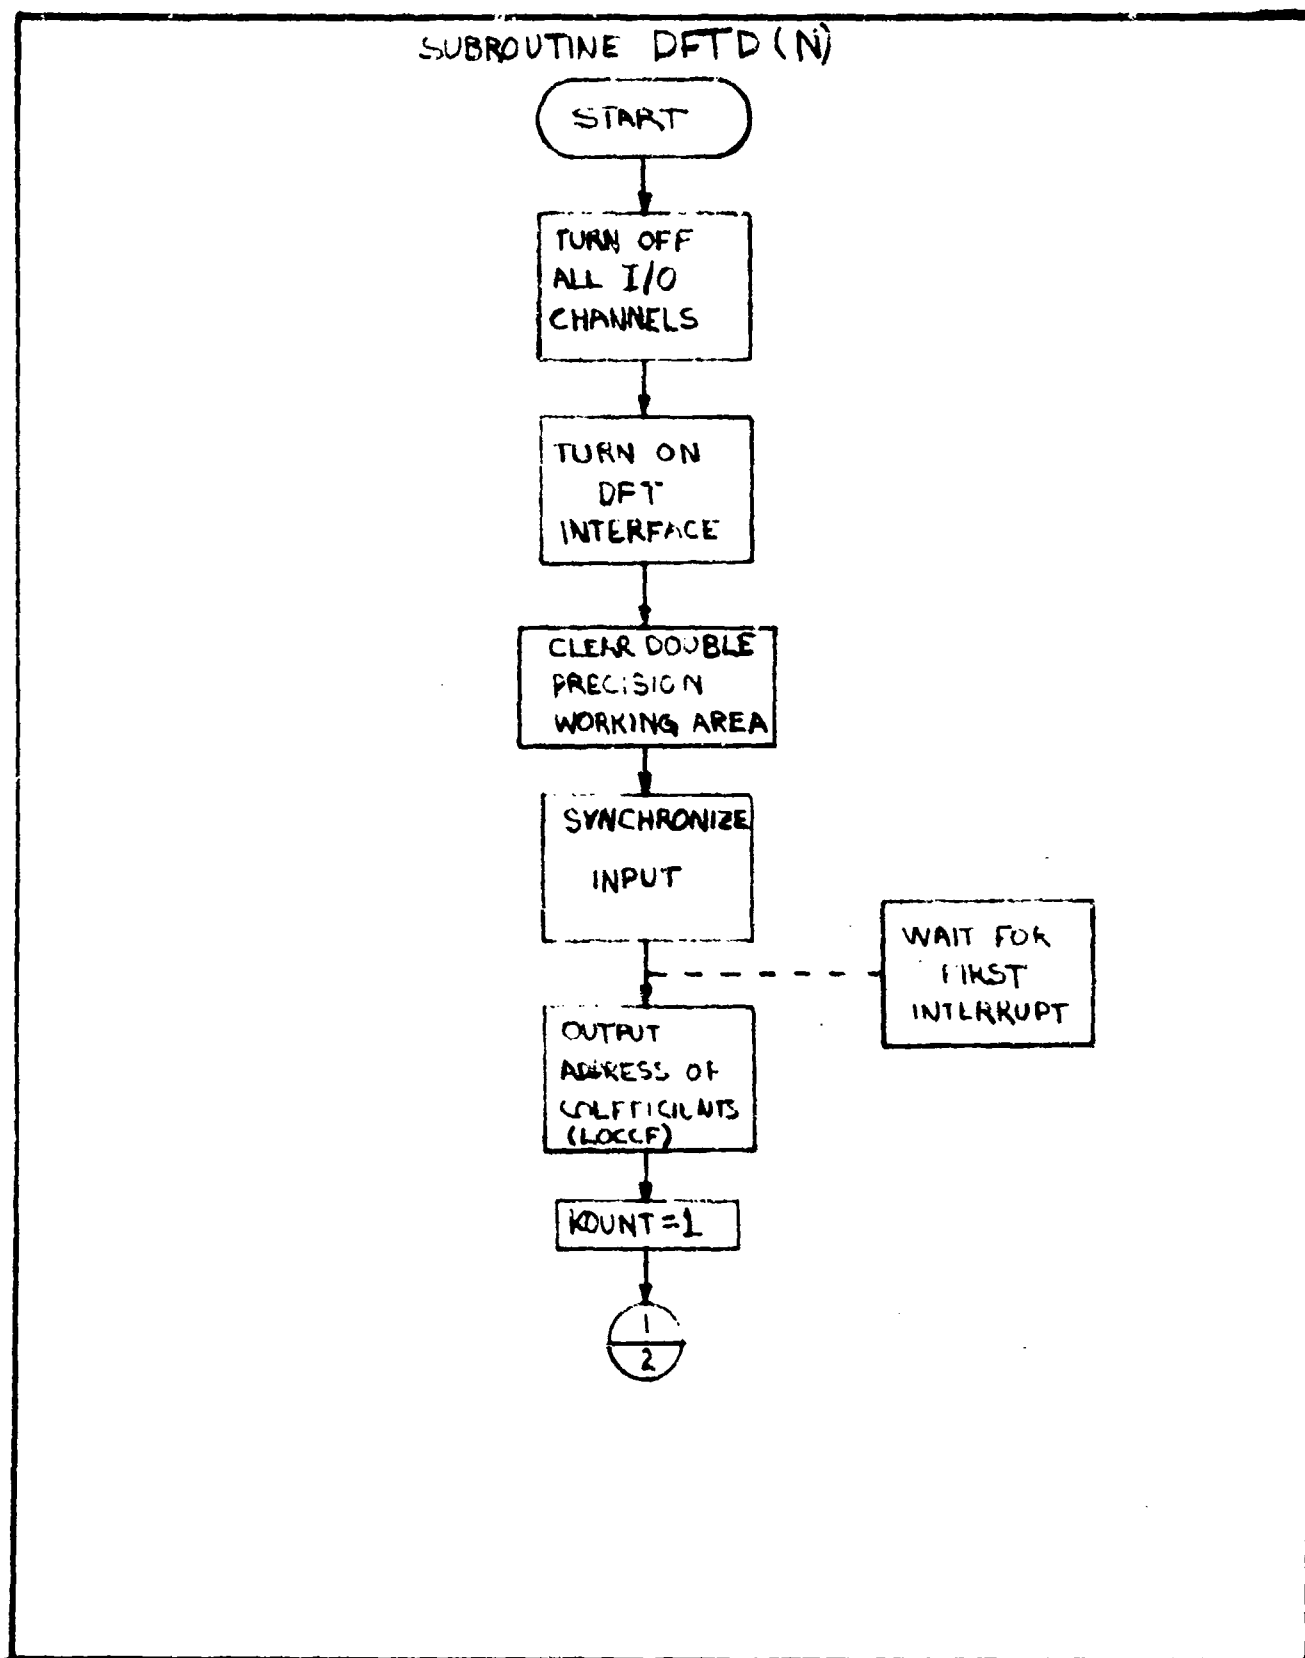 SUBROUTINE DFTD (N)
START
TURN OFF
ALL I/O
CHANNELS
TURN ON
DFT
INTERFACE
CLEAR DOUBLE
PRECISION
WORKING AREA
SYNCHRONIZE
INPUT
WAIT FOR
FIRST
INTERRUPT
OUTPUT
ADDRESS OF
COEFFICIENTS
(LOCCF)
KOUNT=1
1
2